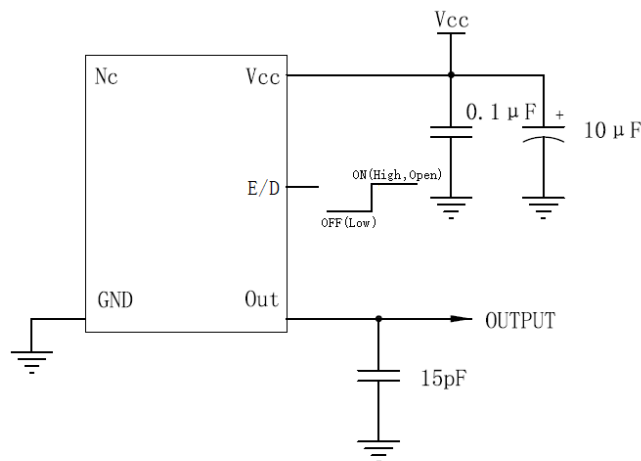 Vcc
Nc
Vcc
0.1μF
+
10μF
E/D
ON(High,Open)
OFF(Low)
GND
Out
OUTPUT
15pF